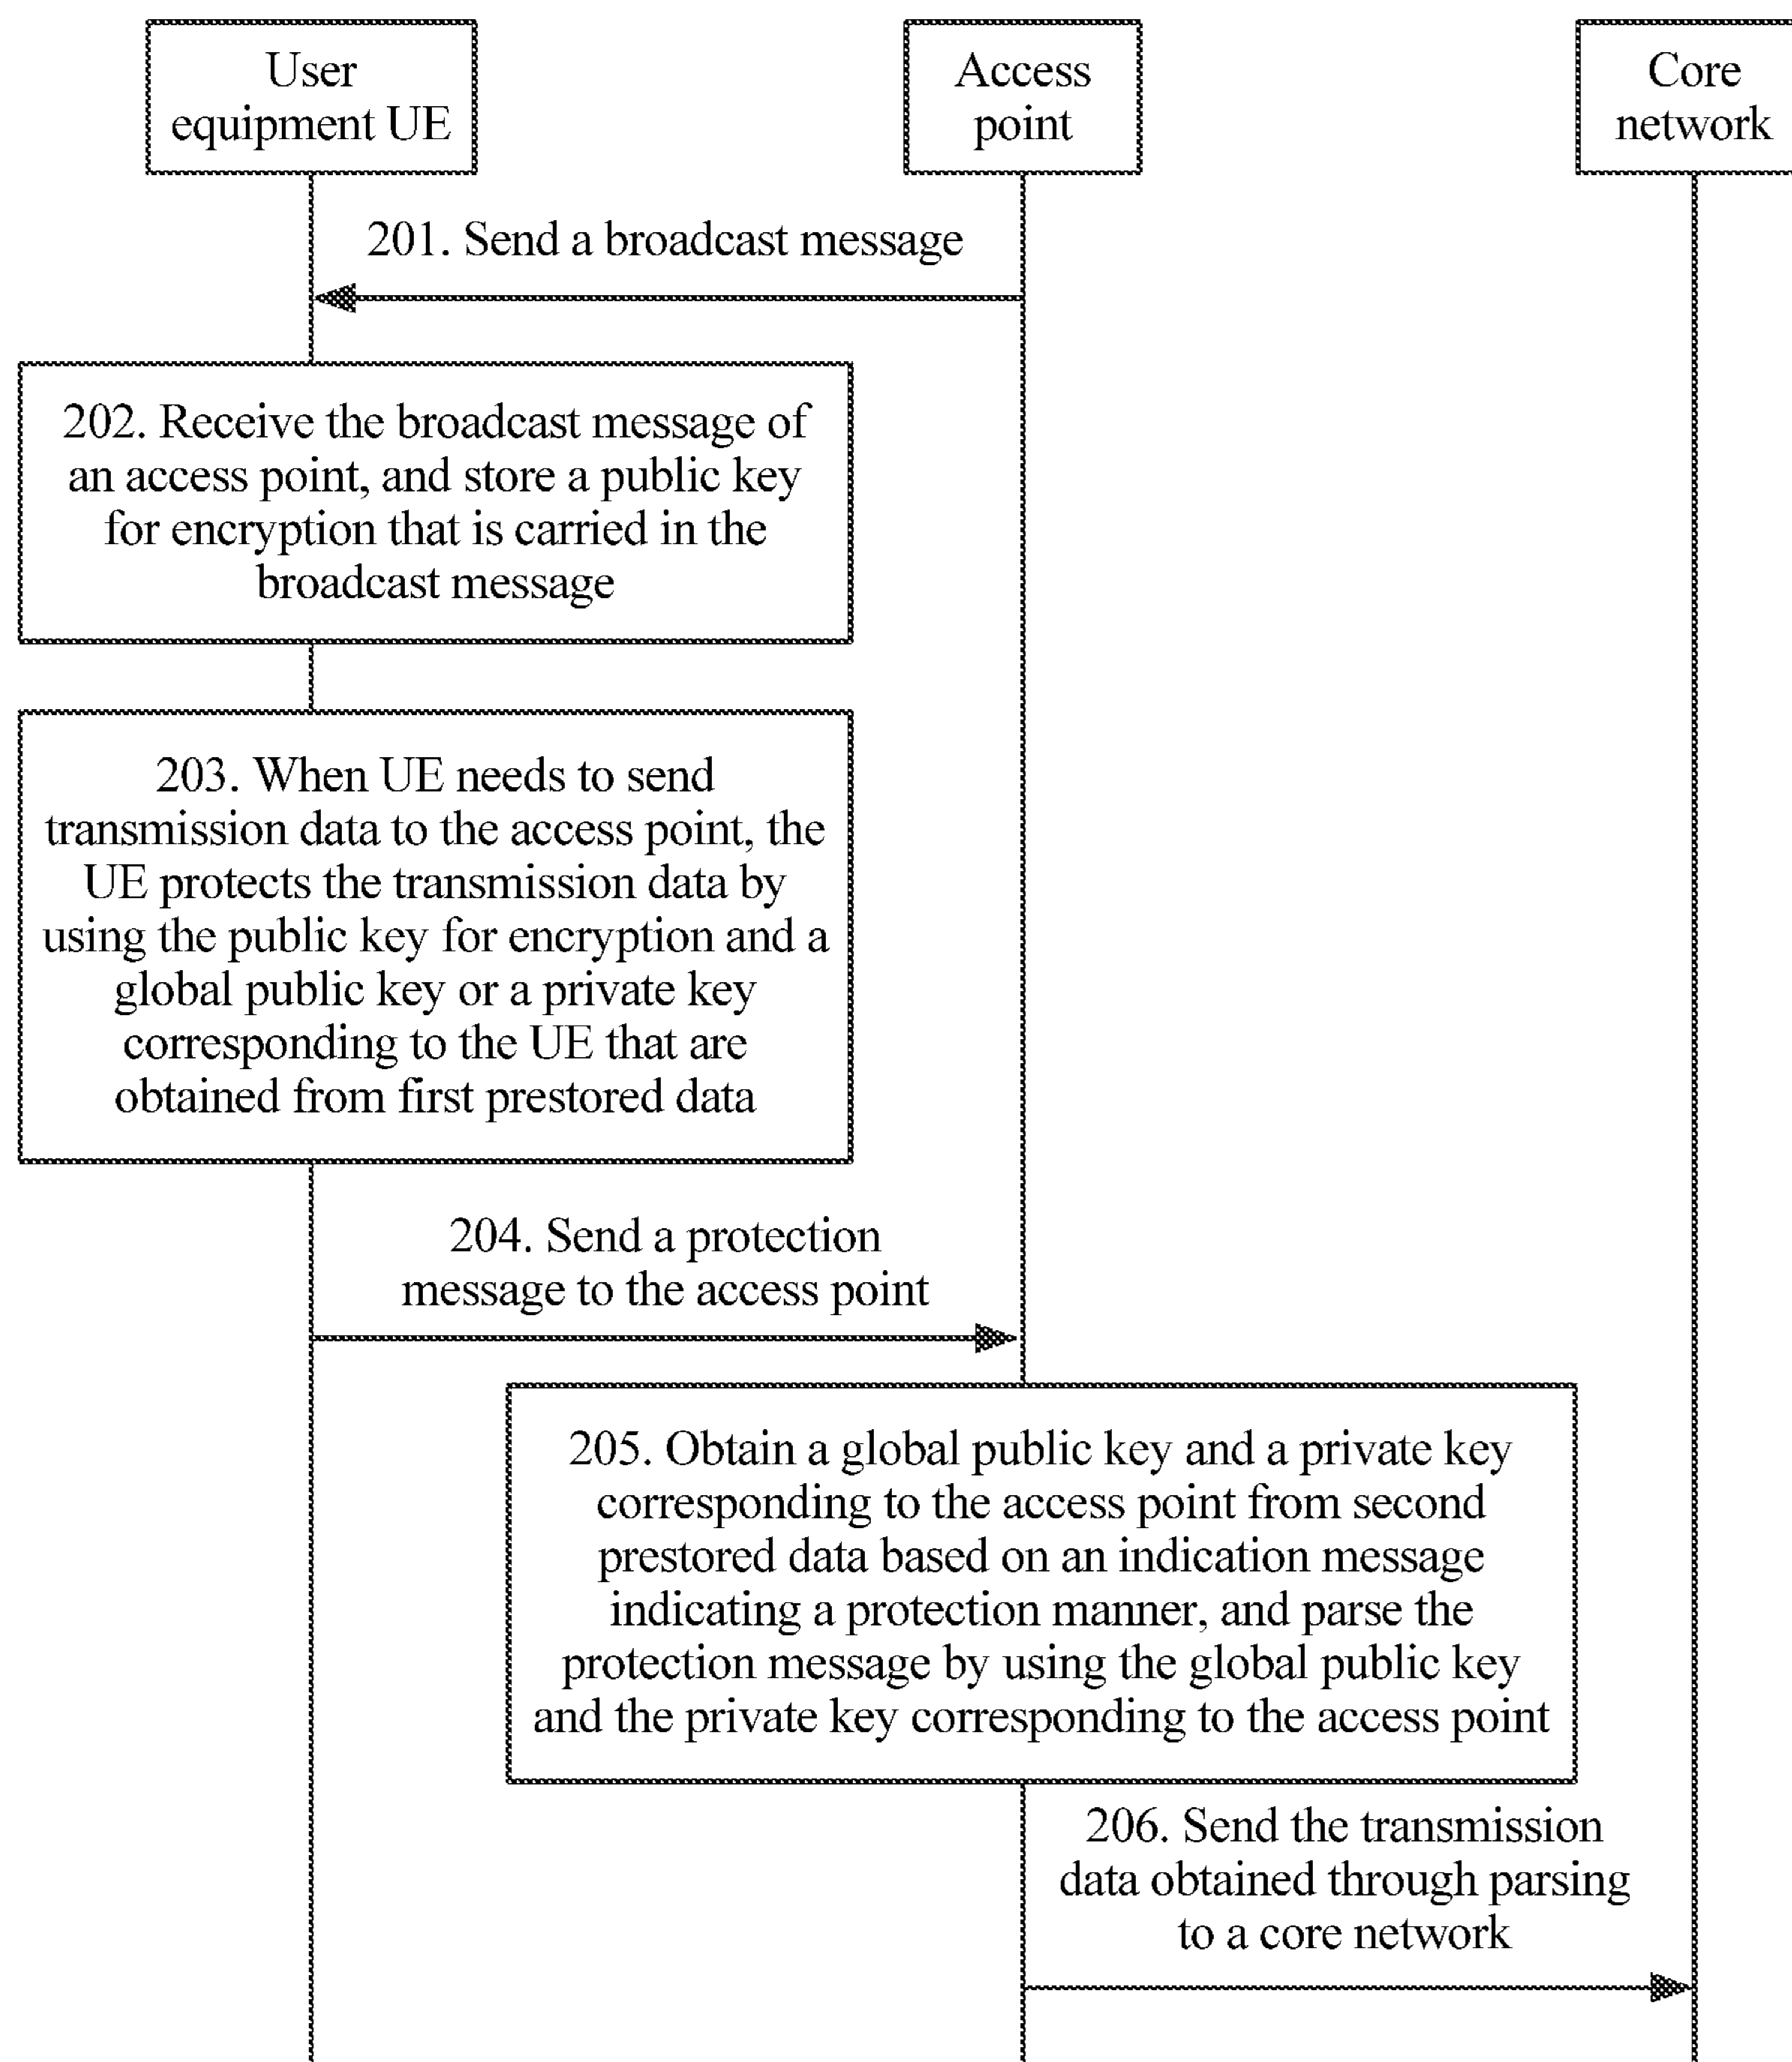 User
equipment UE
Access
point
Core
network
201. Send a broadcast message
202. Receive the broadcast message of
an access point, and store a public key
for encryption that is carried in the
broadcast message
203. When UE needs to send
transmission data to the access point, the
UE protects the transmission data by
using the public key for encryption and a
global public key or a private key
corresponding to the UE that are
obtained from first prestored data
204. Send a protection
message to the access point
205. Obtain a global public key and a private key
corresponding to the access point from second
prestored data based on an indication message
indicating a protection manner, and parse the
protection message by using the global public key
and the private key corresponding to the access point
206. Send the transmission
data obtained through parsing
to a core network